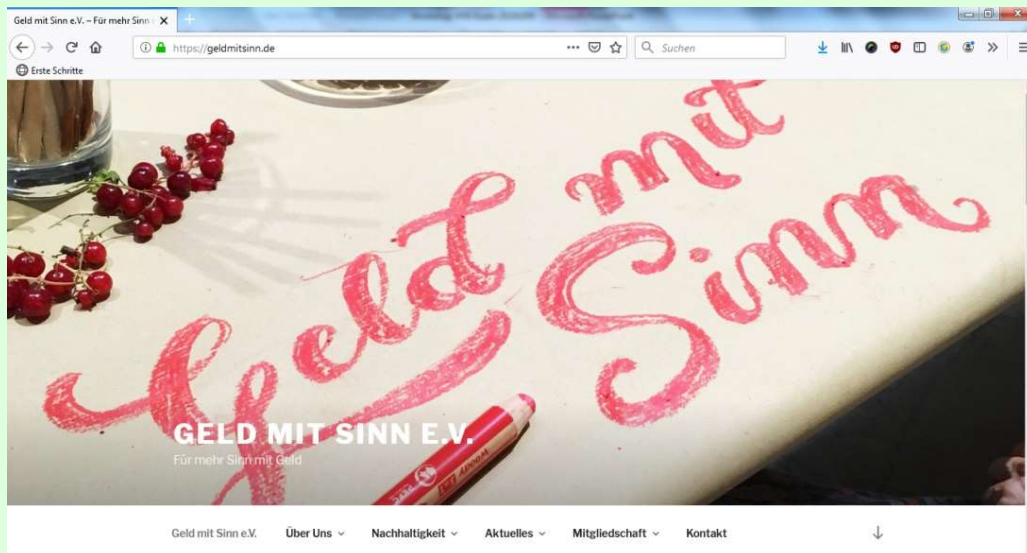 Geld mit Sinn e.V. – Für mehr Sinn
https://geldmitsinn.de
Suchen
Erste Schritte
Geld mit
Sinn
GELD MIT SINN E.V.
Für mehr Sinn mit Geld
WOODY
Geld mit Sinn e.V. Über Uns Nachhaltigkeit Aktuelles Mitgliedschaft Kontakt